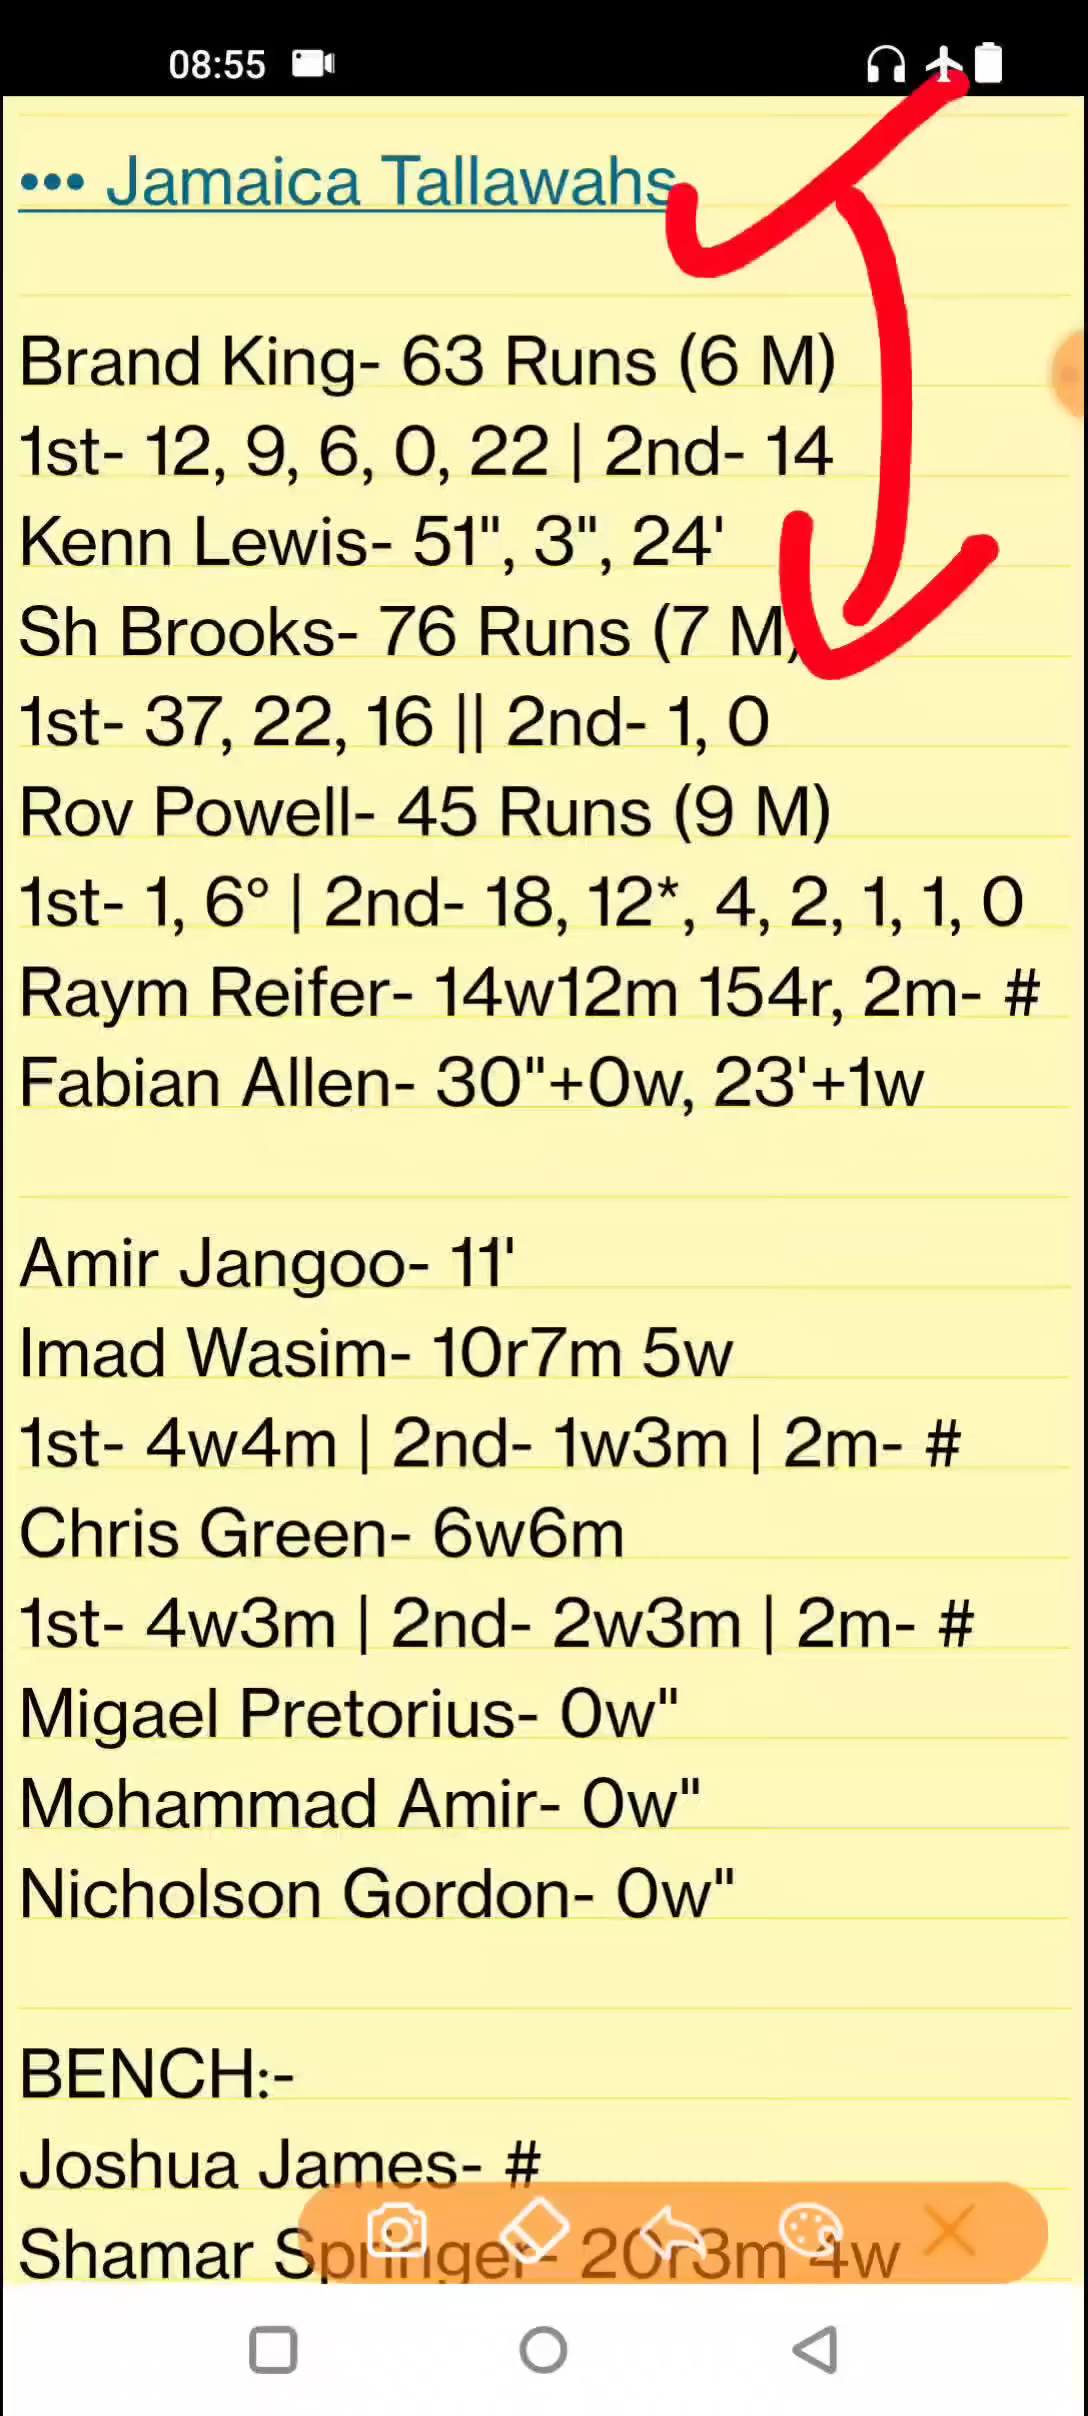 08:55
••• Jamaica Tallawahs
Brand King- 63 Runs (6 M)
1st- 12, 9, 6, 0, 22 | 2nd- 14
Kenn Lewis- 51", 3", 24'
Sh Brooks- 76 Runs (7 M)
1st- 37, 22, 16 || 2nd- 1, 0
Rov Powell- 45 Runs (9 M)
1st- 1, 6° | 2nd- 18, 12*, 4, 2, 1, 1, 0
Raym Reifer- 14w12m 154r, 2m- #
Fabian Allen- 30"+0w, 23'+1w
Amir Jangoo- 11'
Imad Wasim- 10r7m 5w
1st- 4w4m | 2nd- 1w3m | 2m- #
Chris Green- 6w6m
1st- 4w3m | 2nd- 2w3m | 2m- #
Migael Pretorius- 0w"
Mohammad Amir- 0w"
Nicholson Gordon- 0w"
BENCH:-
Joshua James- #
Shamar Springer- 20r3m 4w